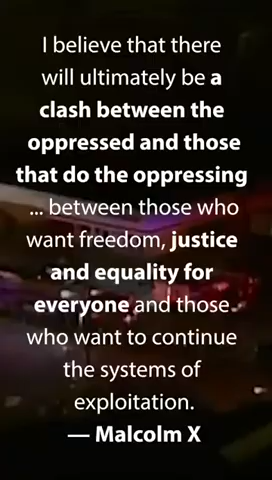 I believe that there
will ultimately be a
clash between the
oppressed and those
that do the oppressing
... between those who
want freedom, justice
and equality for
everyone and those
who want to continue
the systems of
exploitation.
— Malcolm X